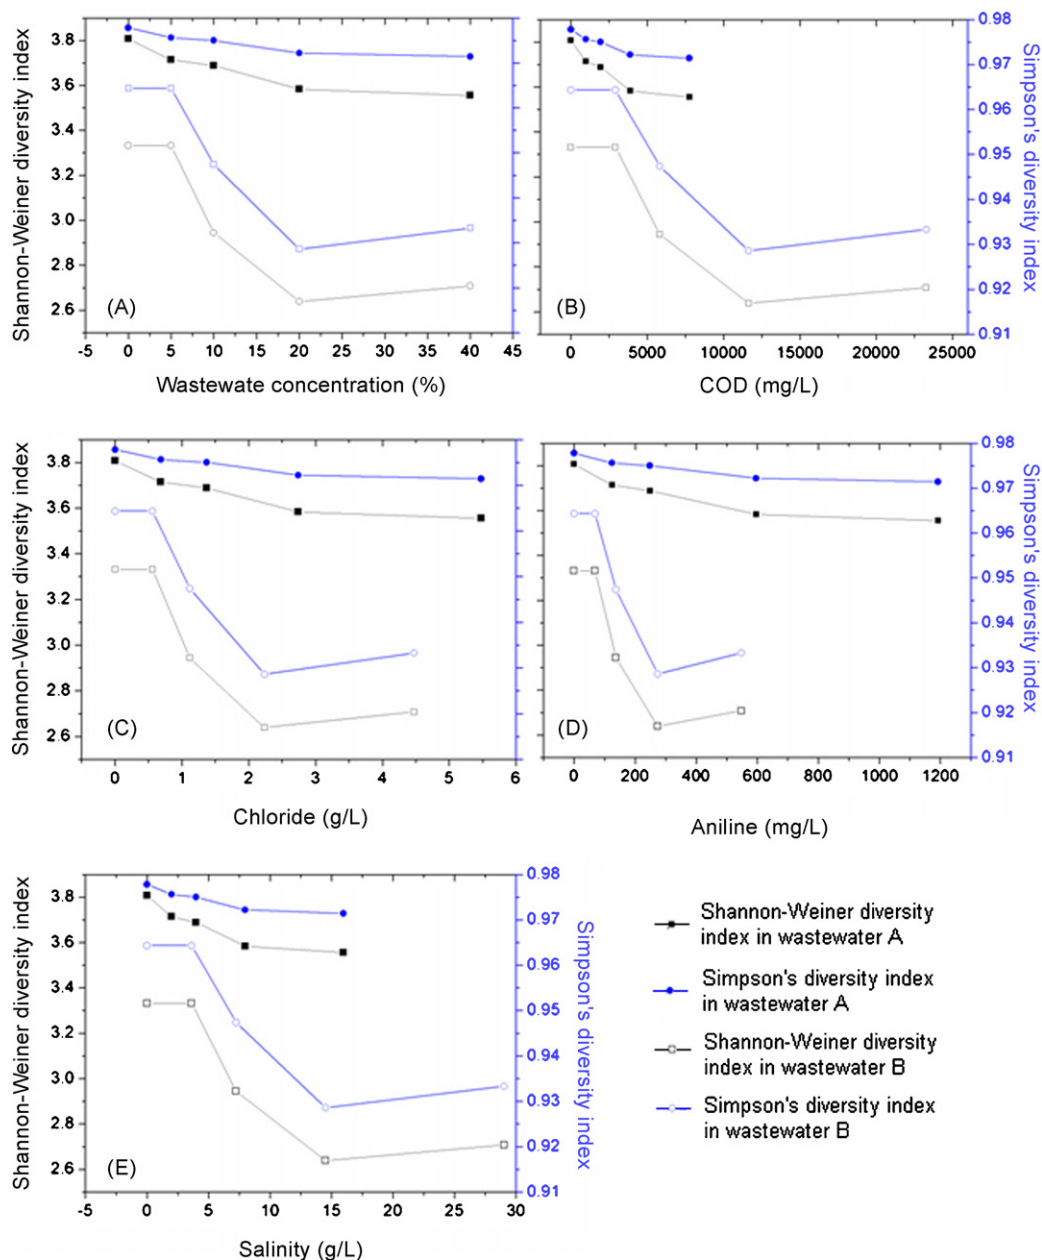 Shannon-Weiner diversity index
3.8
3.6
3.4
3.2
3.0
2.8
2.6
(A)
-5 0 5 10 15 20 25 30 35 40 45
Wastewate concentration (%)
(B)
0 5000 10000 15000 20000 25000
COD (mg/L)
0.98
0.97
0.96
0.95
0.94
0.93
0.92
0.91
Simpson's diversity index
Shannon-Weiner diversity index
3.8
3.6
3.4
3.2
3.0
2.8
2.6
(C)
0 1 2 3 4 5 6
Chloride (g/L)
(D)
0 200 400 600 800 1000 1200
Aniline (mg/L)
0.98
0.97
0.96
0.95
0.94
0.93
0.92
0.91
Simpson's diversity index
Shannon-Weiner diversity index
3.8
3.6
3.4
3.2
3.0
2.8
2.6
(E)
-5 0 5 10 15 20 25 30
Salinity (g/L)
0.98
0.97
0.96
0.95
0.94
0.93
0.92
0.91
Simpson's diversity index
Shannon-Weiner diversity
index in wastewater A
Simpson's diversity index
in wastewater A
Shannon-Weiner diversity
index in wastewater B
Simpson's diversity index
in wastewater B